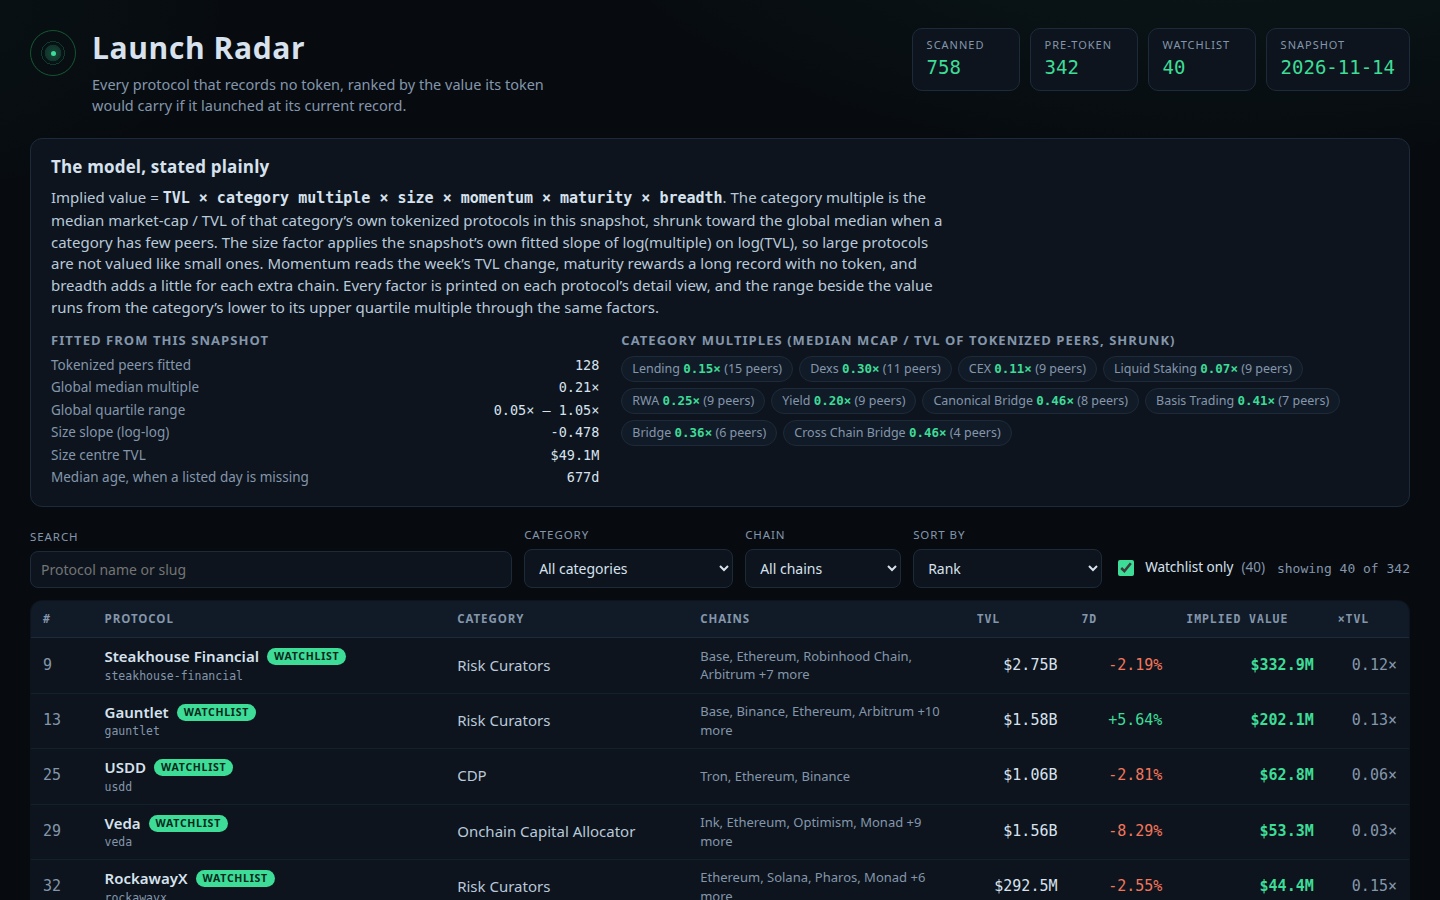 Launch Radar
Every protocol that records no token, ranked by the value its token
would carry if it launched at its current record.
SCANNED
758
PRE-TOKEN
342
WATCHLIST
40
SNAPSHOT
2026-11-14
The model, stated plainly
Implied value = TVL × category multiple × size × momentum × maturity × breadth. The category multiple is the
median market-cap / TVL of that category's own tokenized protocols in this snapshot, shrunk toward the global median when a
category has few peers. The size factor applies the snapshot's own fitted slope of log(multiple) on log(TVL), so large protocols
are not valued like small ones. Momentum reads the week's TVL change, maturity rewards a long record with no token, and
breadth adds a little for each extra chain. Every factor is printed on each protocol's detail view, and the range beside the value
runs from the category's lower to its upper quartile multiple through the same factors.
FITTED FROM THIS SNAPSHOT
Tokenized peers fitted 128
Global median multiple 0.21×
Global quartile range 0.05× – 1.05×
Size slope (log-log) -0.478
Size centre TVL $49.1M
Median age, when a listed day is missing 677d
CATEGORY MULTIPLES (MEDIAN MCAP / TVL OF TOKENIZED PEERS, SHRUNK)
Lending 0.15× (15 peers) Dexs 0.30× (11 peers) CEX 0.11× (9 peers) Liquid Staking 0.07× (9 peers)
RWA 0.25× (9 peers) Yield 0.20× (9 peers) Canonical Bridge 0.46× (8 peers) Basis Trading 0.41× (7 peers)
Bridge 0.36× (6 peers) Cross Chain Bridge 0.46× (4 peers)
SEARCH
Protocol name or slug
CATEGORY
All categories
CHAIN
All chains
SORT BY
Rank
Watchlist only (40) showing 40 of 342
# PROTOCOL CATEGORY CHAINS TVL 7D IMPLIED VALUE ×TVL
9 Steakhouse Financial WATCHLIST
steakhouse-financial
Risk Curators
Base, Ethereum, Robinhood Chain,
Arbitrum +7 more
$2.75B -2.19% $332.9M 0.12×
13 Gauntlet WATCHLIST
gauntlet
Risk Curators
Base, Binance, Ethereum, Arbitrum +10
more
$1.58B +5.64% $202.1M 0.13×
25 USDD WATCHLIST
usdd
CDP
Tron, Ethereum, Binance
$1.06B -2.81% $62.8M 0.06×
29 Veda WATCHLIST
veda
Onchain Capital Allocator
Ink, Ethereum, Optimism, Monad +9
more
$1.56B -8.29% $53.3M 0.03×
32 RockawayX WATCHLIST
rockawayx
Risk Curators
Ethereum, Solana, Pharos, Monad +6
more
$292.5M -2.55% $44.4M 0.15×